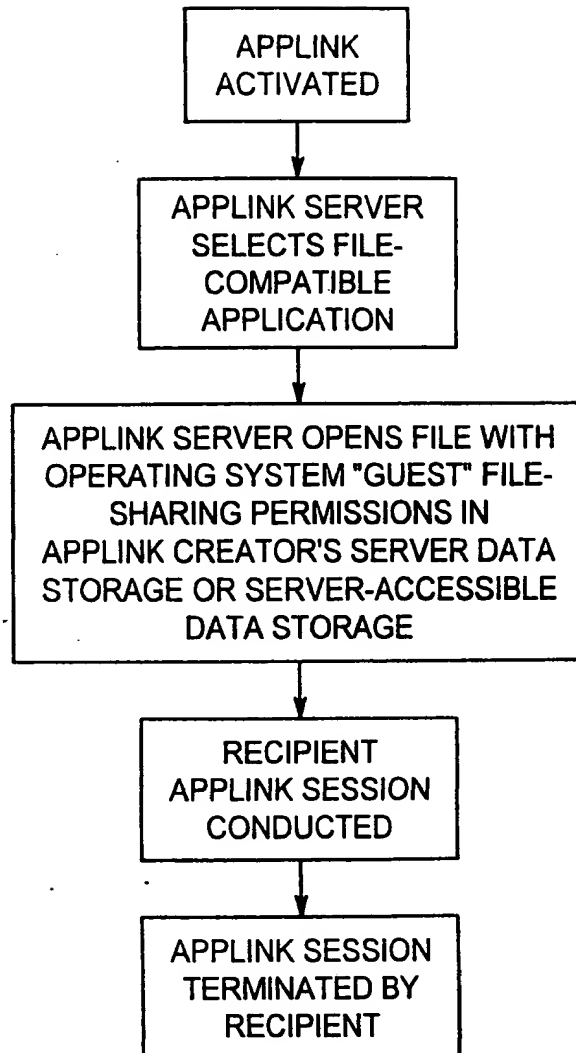 APPLINK
ACTIVATED
APPLINK SERVER
SELECTS FILE-
COMPATIBLE
APPLICATION
APPLINK SERVER OPENS FILE WITH
OPERATING SYSTEM "GUEST" FILE-
SHARING PERMISSIONS IN
APPLINK CREATOR'S SERVER DATA
STORAGE OR SERVER-ACCESSIBLE
DATA STORAGE
RECIPIENT
APPLINK SESSION
CONDUCTED
APPLINK SESSION
TERMINATED BY
RECIPIENT